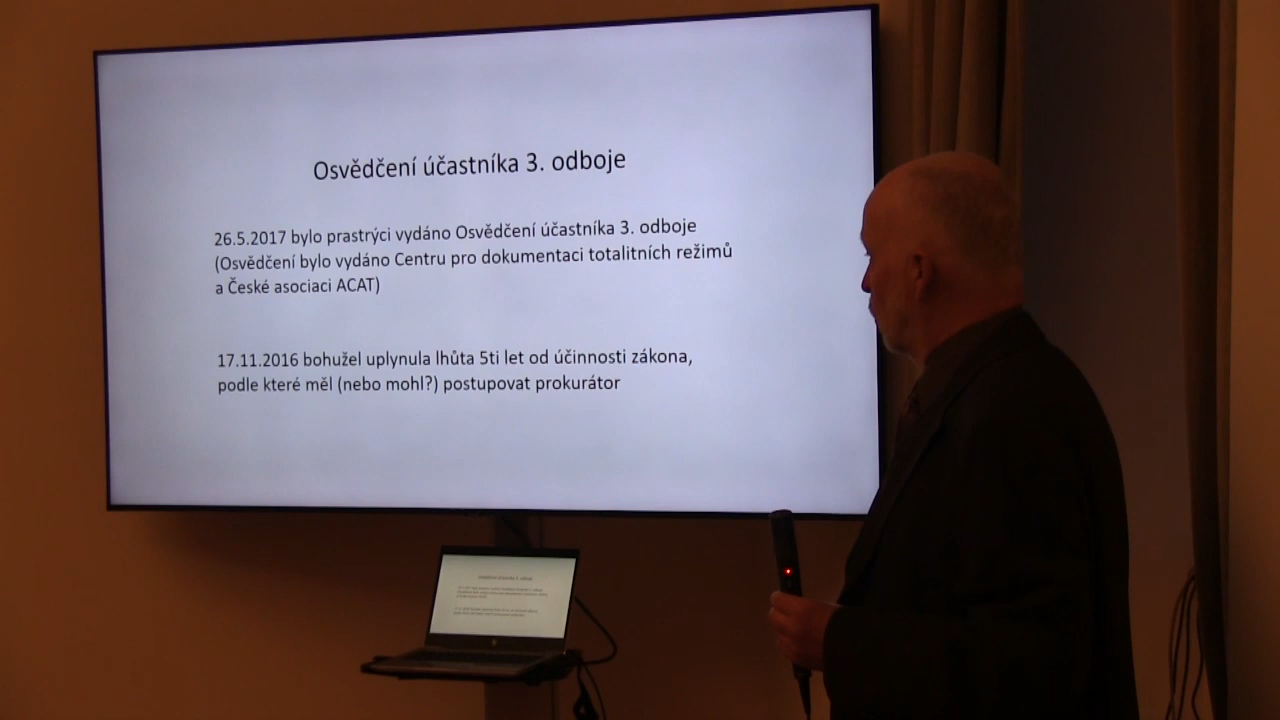 Osvědčení účastníka 3. odboje
26.5.2017 bylo prastrýci vydáno Osvědčení účastníka 3. odboje
(Osvědčení bylo vydáno Centru pro dokumentaci totalitních režimů
a České asociaci ACAT)
17.11.2016 bohužel uplynula lhůta 5ti let od účinnosti zákona,
podle které měl (nebo mohl?) postupovat prokurátor